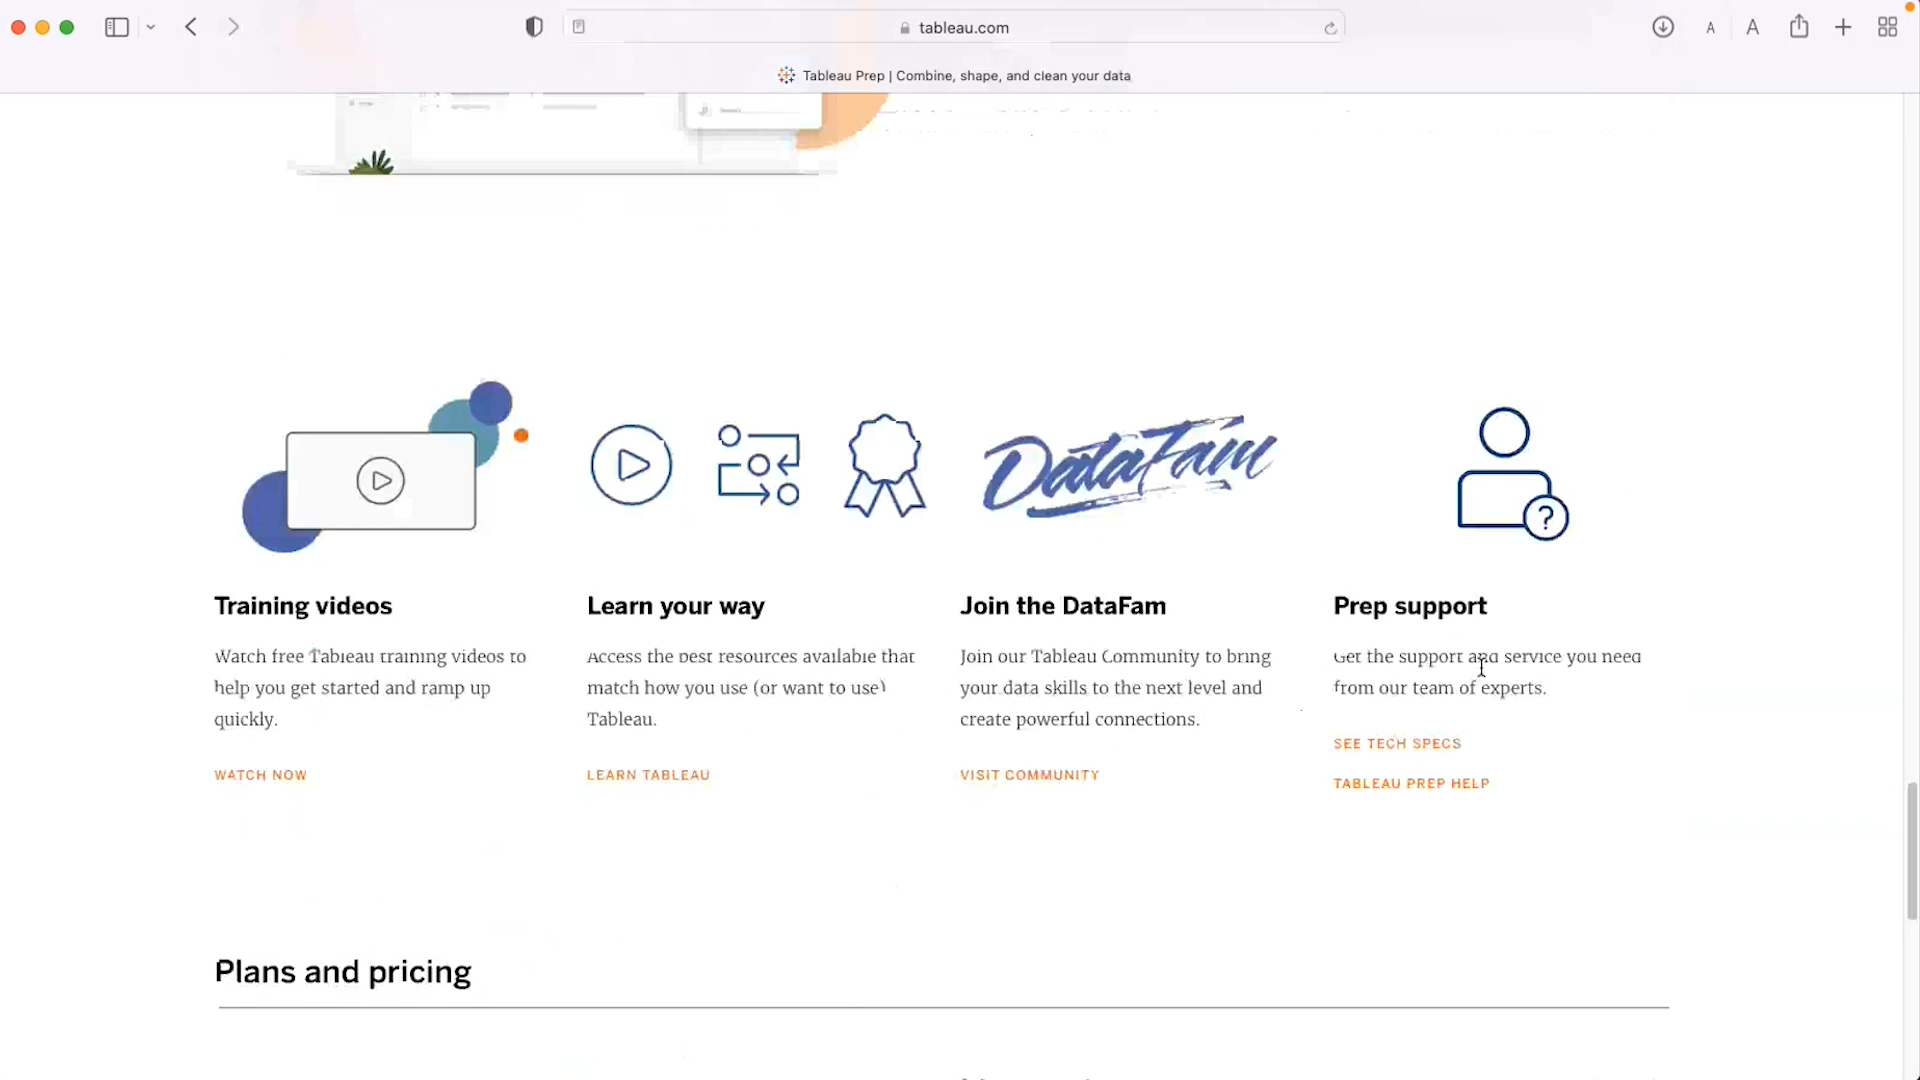 tableau.com
A
A
Tableau Prep | Combine, shape, and clean your data
DataFam
?
Training videos
Learn your way
Join the DataFam
Prep support
Watch free Tableau training videos to
help you get started and ramp up
quickly.
Access the best resources available that
match how you use (or want to use)
Tableau.
Join our Tableau Community to bring
your data skills to the next level and
create powerful connections.
Get the support and service you need
from our team of experts.
WATCH NOW
LEARN TABLEAU
VISIT COMMUNITY
SEE TECH SPECS
TABLEAU PREP HELP
Plans and pricing